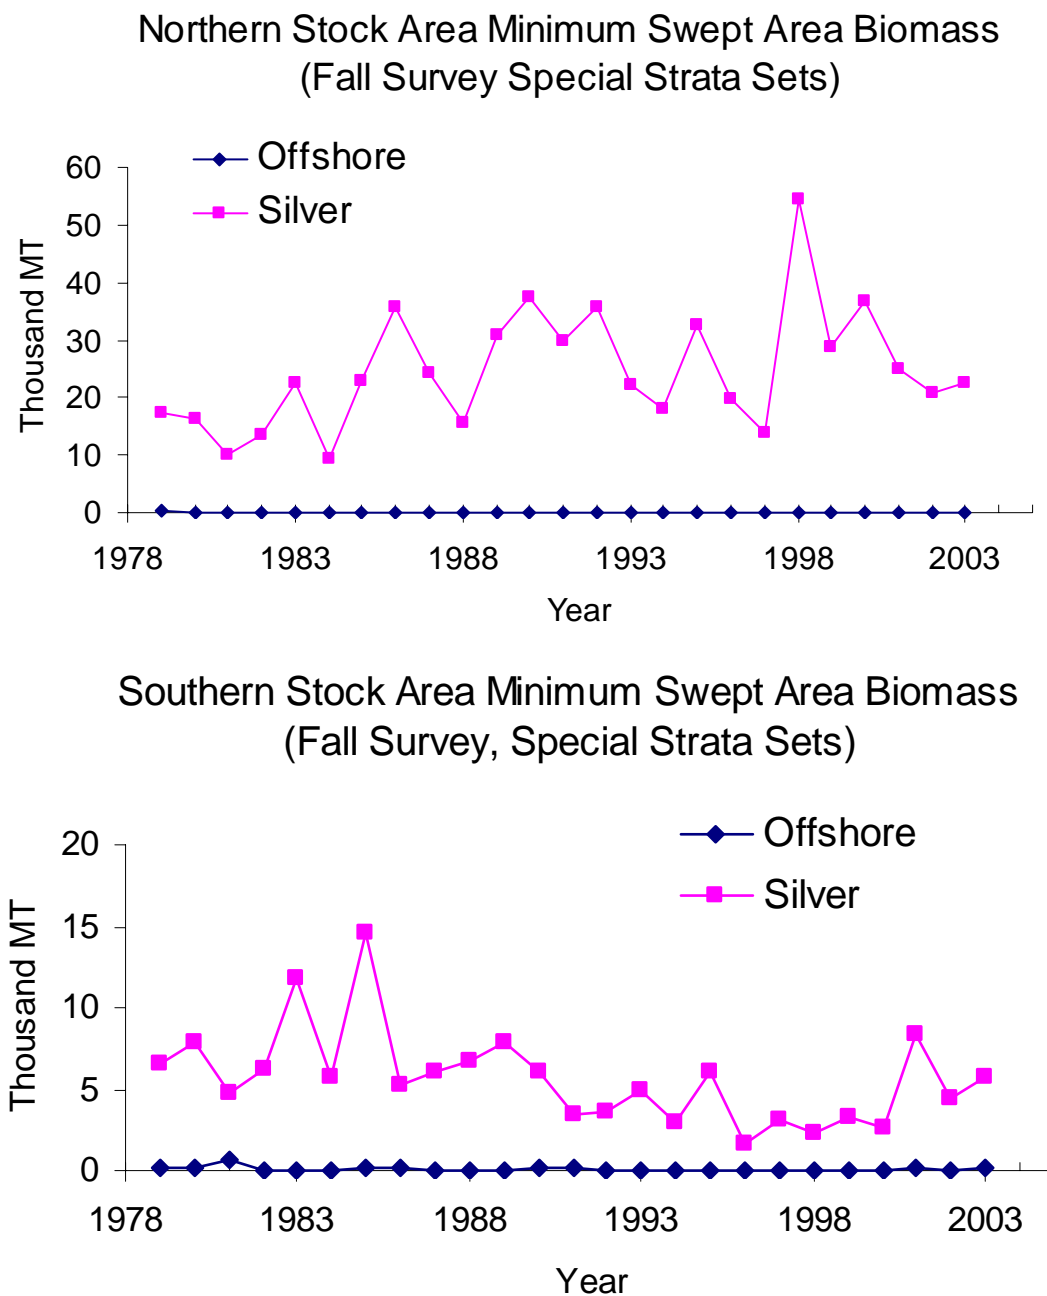 Northern Stock Area Minimum Swept Area Biomass
(Fall Survey Special Strata Sets)
Offshore
Silver
Thousand MT
60
50
40
30
20
10
0
1978 1983 1988 1993 1998 2003
Year
Southern Stock Area Minimum Swept Area Biomass
(Fall Survey, Special Strata Sets)
Offshore
Silver
Thousand MT
20
15
10
5
0
1978 1983 1988 1993 1998 2003
Year